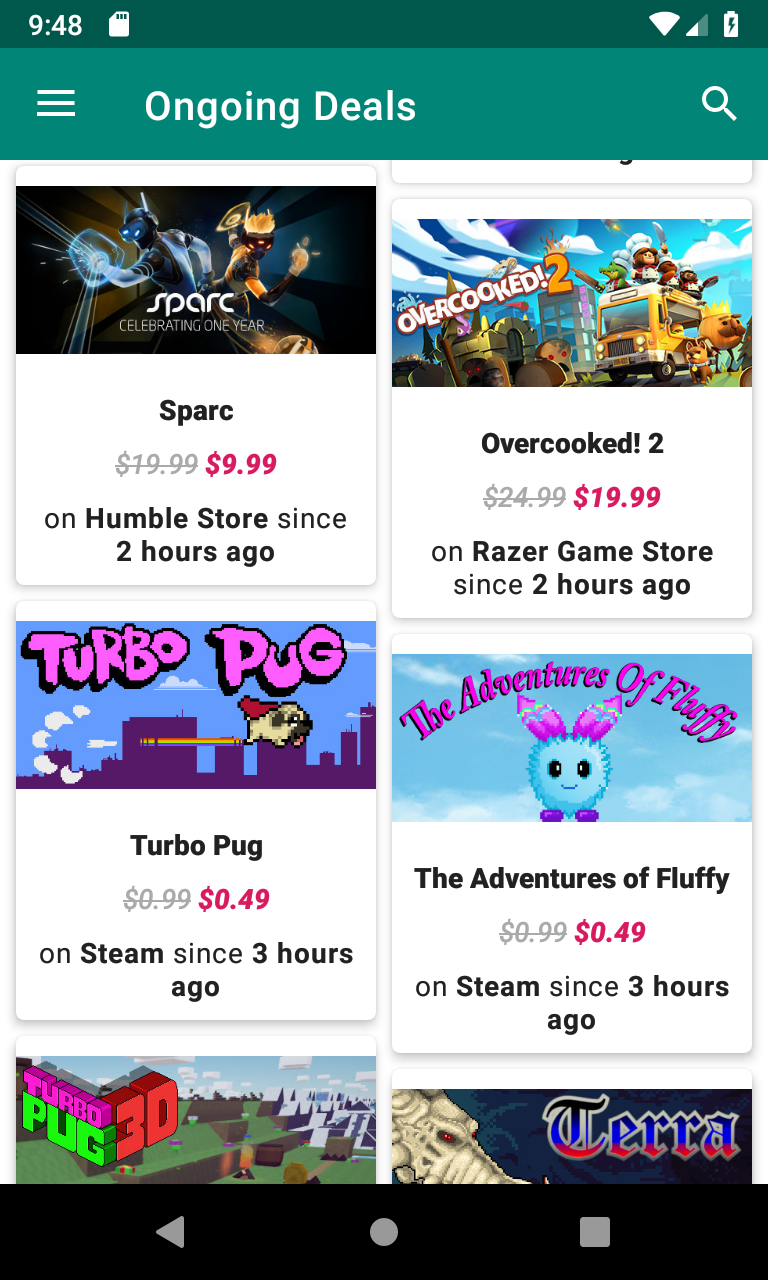 9:48
Ongoing Deals
sparc
CELEBRATING ONE YEAR
Sparc
$19.99 $9.99
on Humble Store since
2 hours ago
OVERCOOKED! 2
Overcooked! 2
$24.99 $19.99
on Razer Game Store
since 2 hours ago
TURBO PUG
Turbo Pug
$0.99 $0.49
on Steam since 3 hours
ago
The Adventures Of Fluffy
The Adventures of Fluffy
$0.99 $0.49
on Steam since 3 hours
ago
TURBO
PUG 3D
Terra